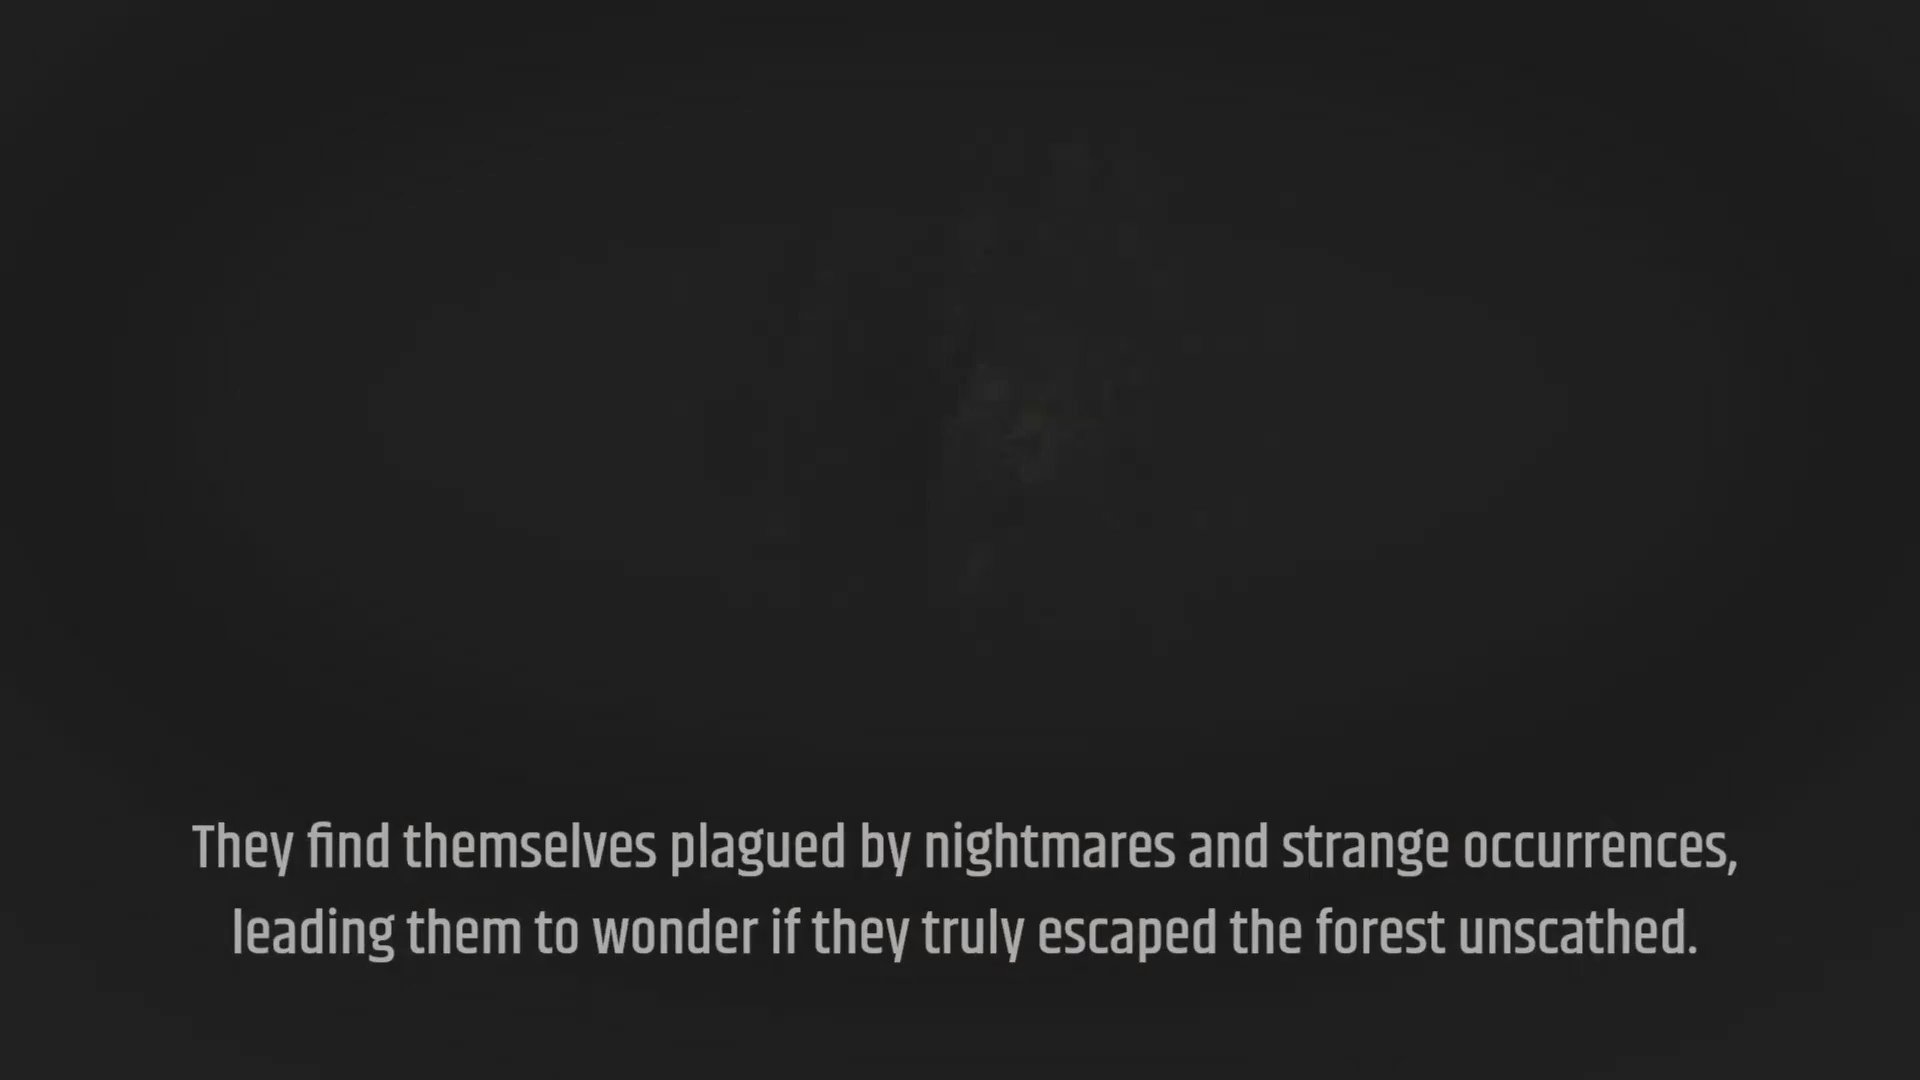 They find themselves plagued by nightmares and strange occurrences,
leading them to wonder if they truly escaped the forest unscathed.